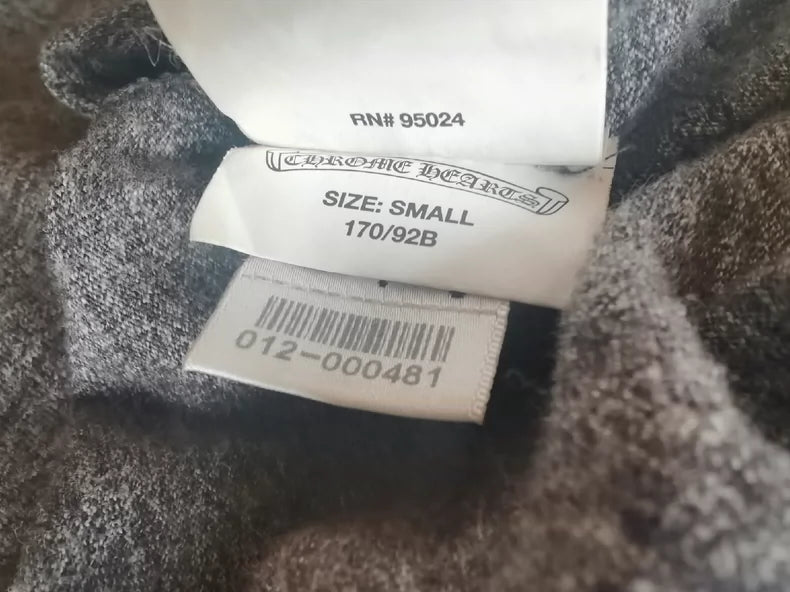 RN# 95024
CHROME HEARTS
SIZE: SMALL
170/92B
012-000481